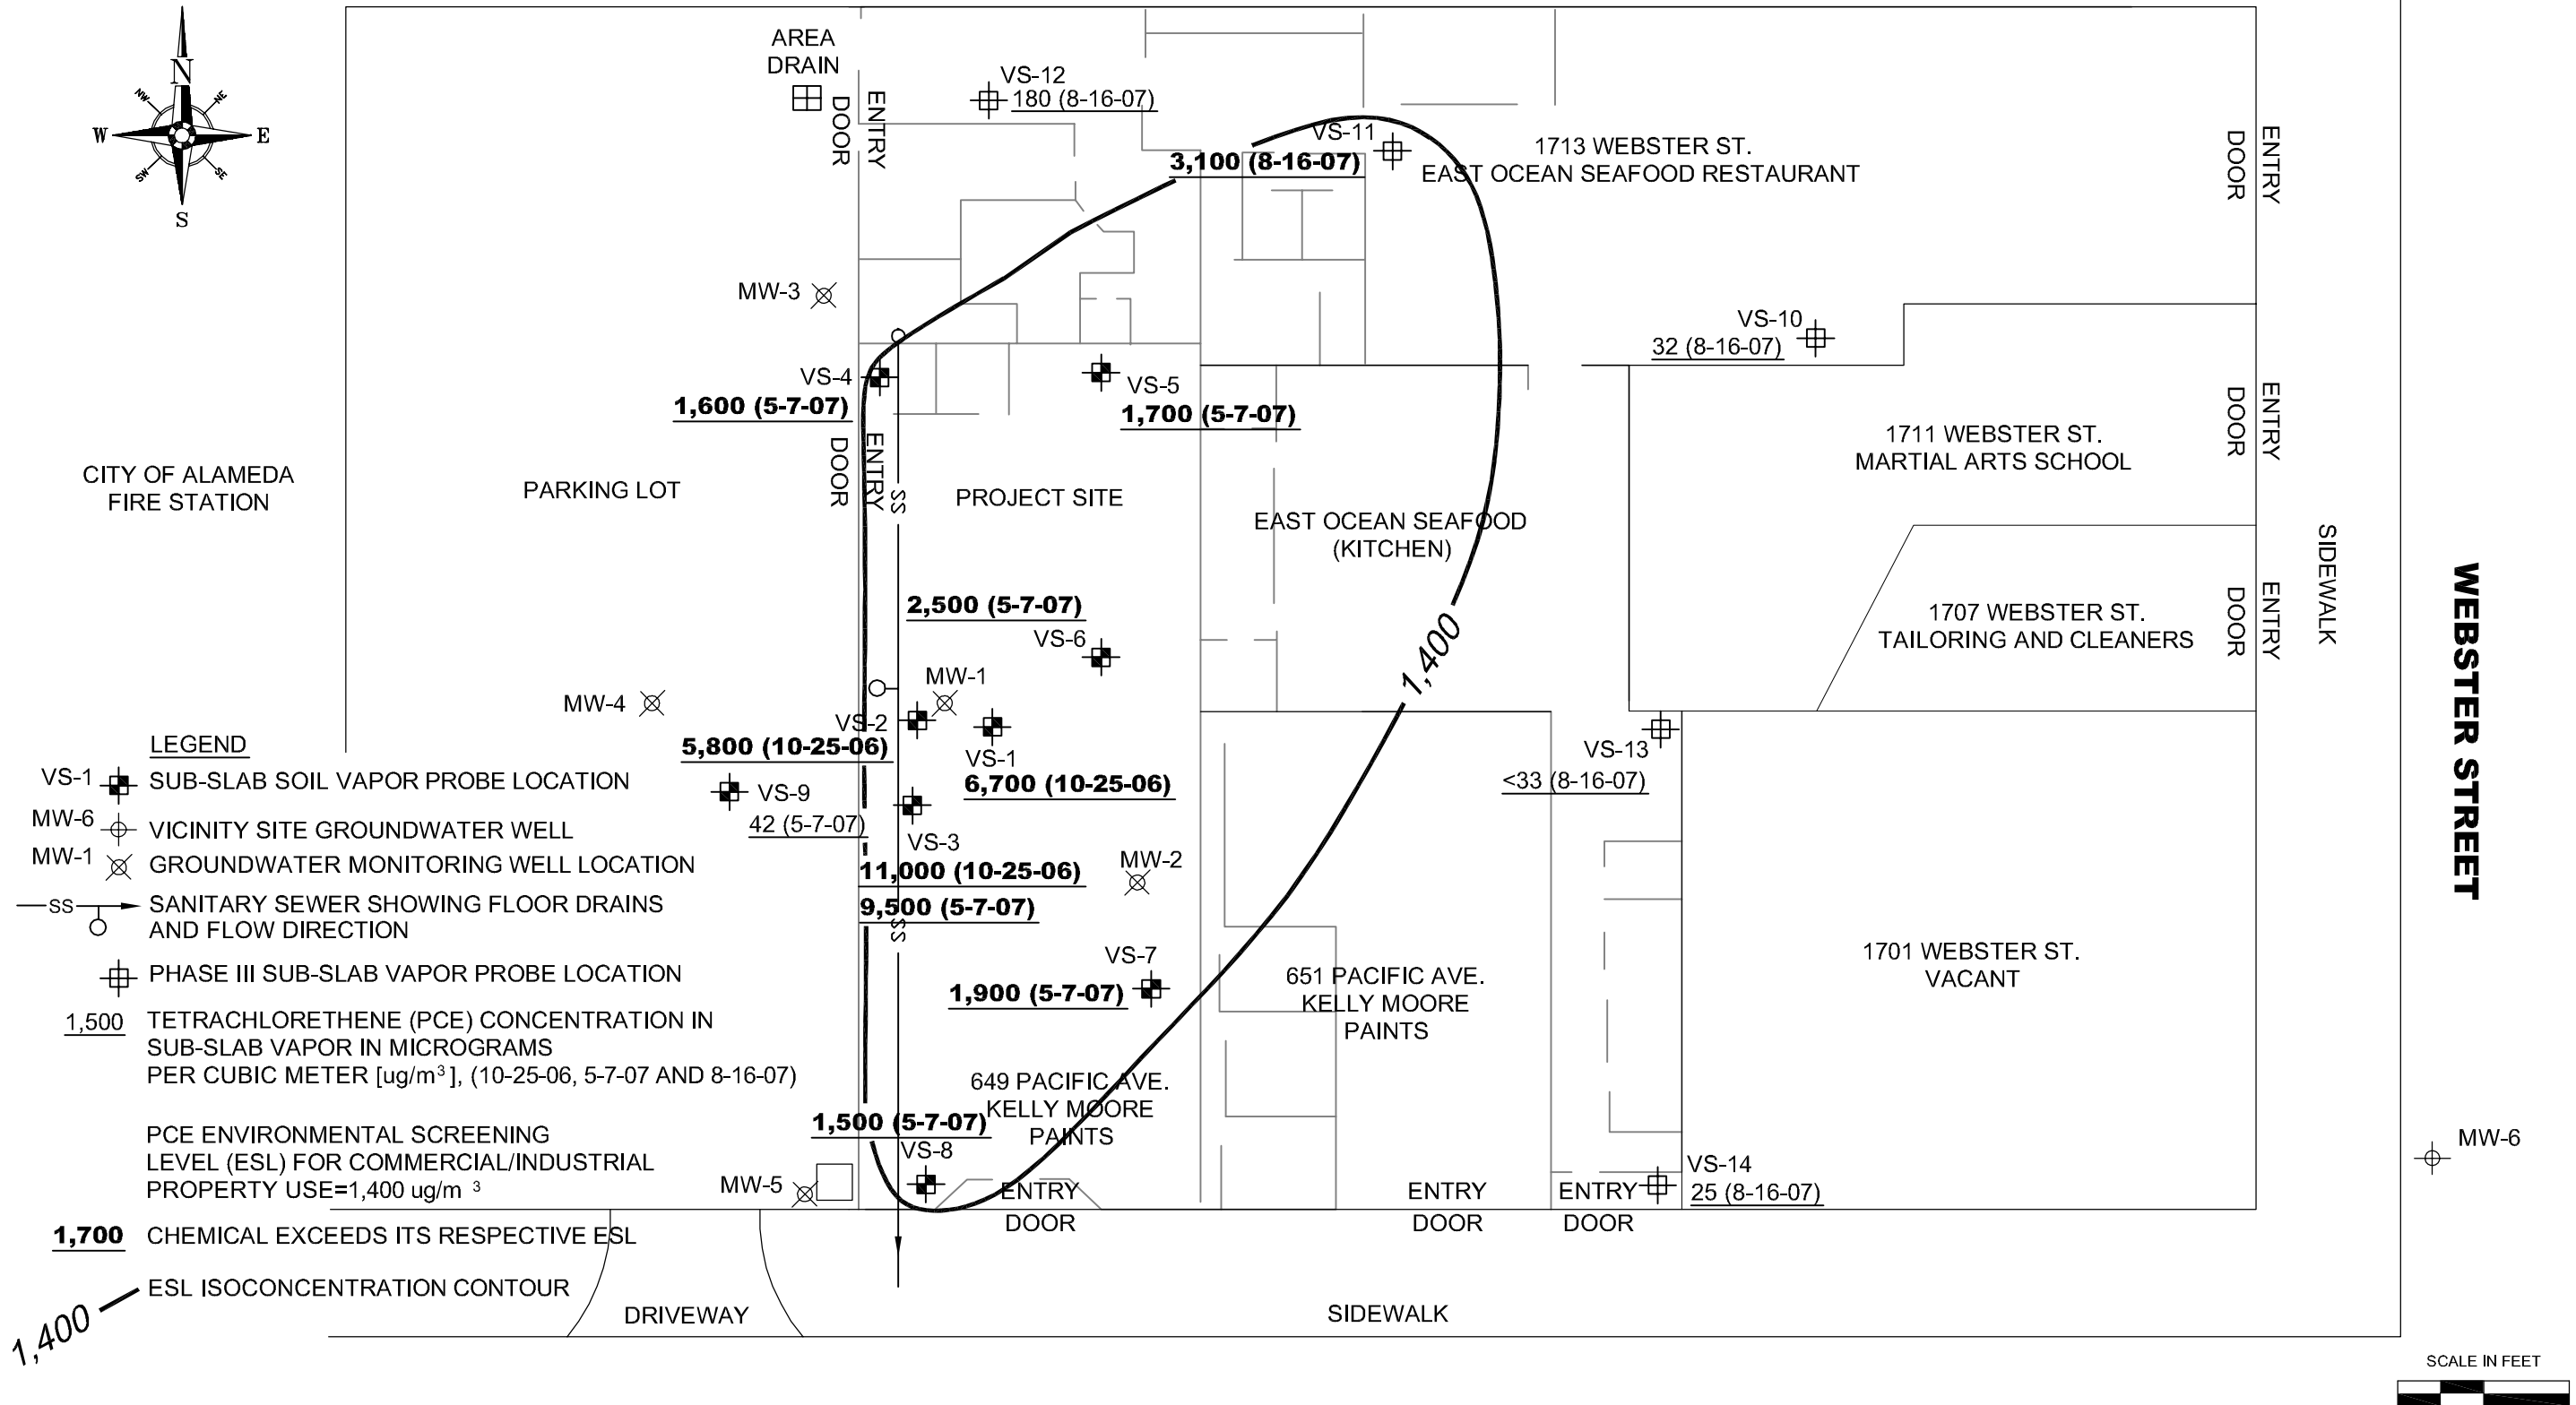 N
NW
NE
W
E
SW
SE
S
AREA
DRAIN
ENTRY
DOOR
VS-12
180 (8-16-07)
VS-11
3,100 (8-16-07)
1713 WEBSTER ST.
EAST OCEAN SEAFOOD RESTAURANT
ENTRY
DOOR
MW-3
VS-10
32 (8-16-07)
VS-4
1,600 (5-7-07)
VS-5
1,700 (5-7-07)
ENTRY
DOOR
SS
CITY OF ALAMEDA
FIRE STATION
PARKING LOT
PROJECT SITE
EAST OCEAN SEAFOOD
(KITCHEN)
1711 WEBSTER ST.
MARTIAL ARTS SCHOOL
ENTRY
DOOR
SIDEWALK
WEBSTER STREET
2,500 (5-7-07)
VS-6
1,400
1707 WEBSTER ST.
TAILORING AND CLEANERS
ENTRY
DOOR
MW-4
MW-1
VS-2
5,800 (10-25-06)
VS-1
6,700 (10-25-06)
VS-13
<33 (8-16-07)
VS-9
42 (5-7-07)
VS-3
11,000 (10-25-06)
9,500 (5-7-07)
SS
MW-2
VS-7
1,900 (5-7-07)
651 PACIFIC AVE.
KELLY MOORE
PAINTS
1701 WEBSTER ST.
VACANT
649 PACIFIC AVE.
KELLY MOORE
PAINTS
1,500 (5-7-07)
VS-8
MW-5
ENTRY
DOOR
ENTRY
DOOR
ENTRY
DOOR
VS-14
25 (8-16-07)
MW-6
DRIVEWAY
SIDEWALK
SCALE IN FEET
LEGEND
VS-1 SUB-SLAB SOIL VAPOR PROBE LOCATION
MW-6 VICINITY SITE GROUNDWATER WELL
MW-1 GROUNDWATER MONITORING WELL LOCATION
SS SANITARY SEWER SHOWING FLOOR DRAINS
AND FLOW DIRECTION
PHASE III SUB-SLAB VAPOR PROBE LOCATION
1,500 TETRACHLORETHENE (PCE) CONCENTRATION IN
SUB-SLAB VAPOR IN MICROGRAMS
PER CUBIC METER [ug/m³], (10-25-06, 5-7-07 AND 8-16-07)
PCE ENVIRONMENTAL SCREENING
LEVEL (ESL) FOR COMMERCIAL/INDUSTRIAL
PROPERTY USE=1,400 ug/m ³
1,700 CHEMICAL EXCEEDS ITS RESPECTIVE ESL
1,400 ESL ISOCONCENTRATION CONTOUR